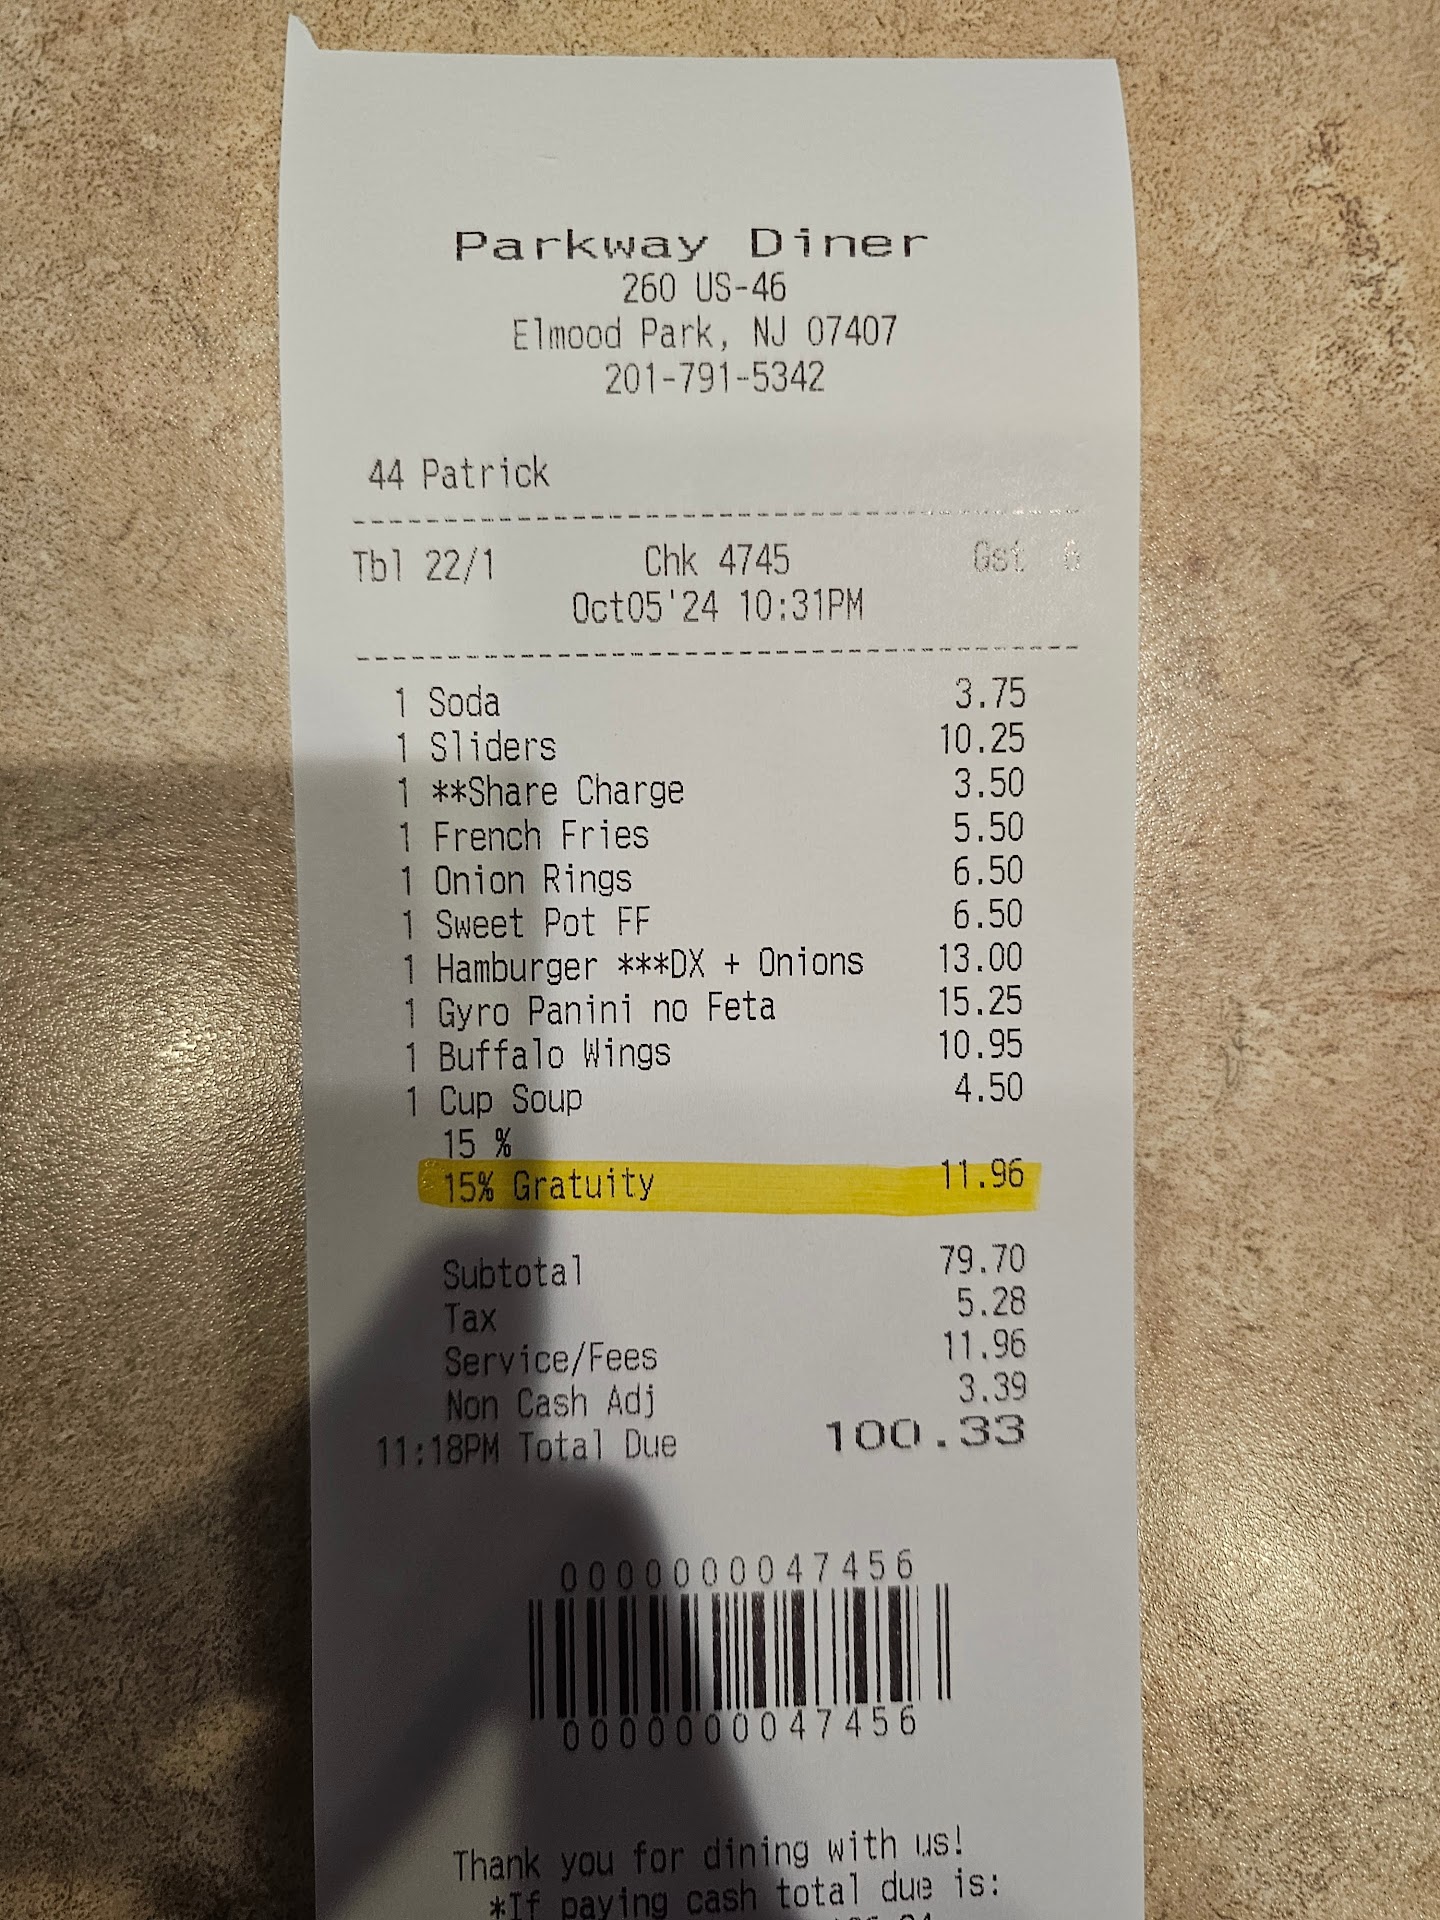 Parkway Diner
260 US-46
Elmood Park, NJ 07407
201-791-5342
44 Patrick
Tbl 22/1 Chk 4745 Gst 6
Oct05'24 10:31PM
1 Soda 3.75
1 Sliders 10.25
1 **Share Charge 3.50
1 French Fries 5.50
1 Onion Rings 6.50
1 Sweet Pot FF 6.50
1 Hamburger ***DX + Onions 13.00
1 Gyro Panini no Feta 15.25
1 Buffalo Wings 10.95
1 Cup Soup 4.50
15 %
15% Gratuity 11.96
Subtotal 79.70
Tax 5.28
Service/Fees 11.96
Non Cash Adj 3.39
11:18PM Total Due 100.33
0000000047456
0000000047456
Thank you for dining with us!
*If paying cash total due is: